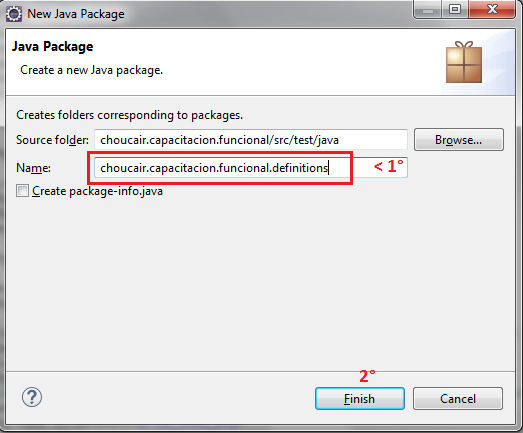 New Java Package
Java Package
Create a new Java package.
Creates folders corresponding to packages.
Source folder: choucair.capacitacion.funcional/src/test/java Browse...
Name: choucair.capacitacion.funcional.definitions < 1°
Create package-info.java
2°
? Finish Cancel